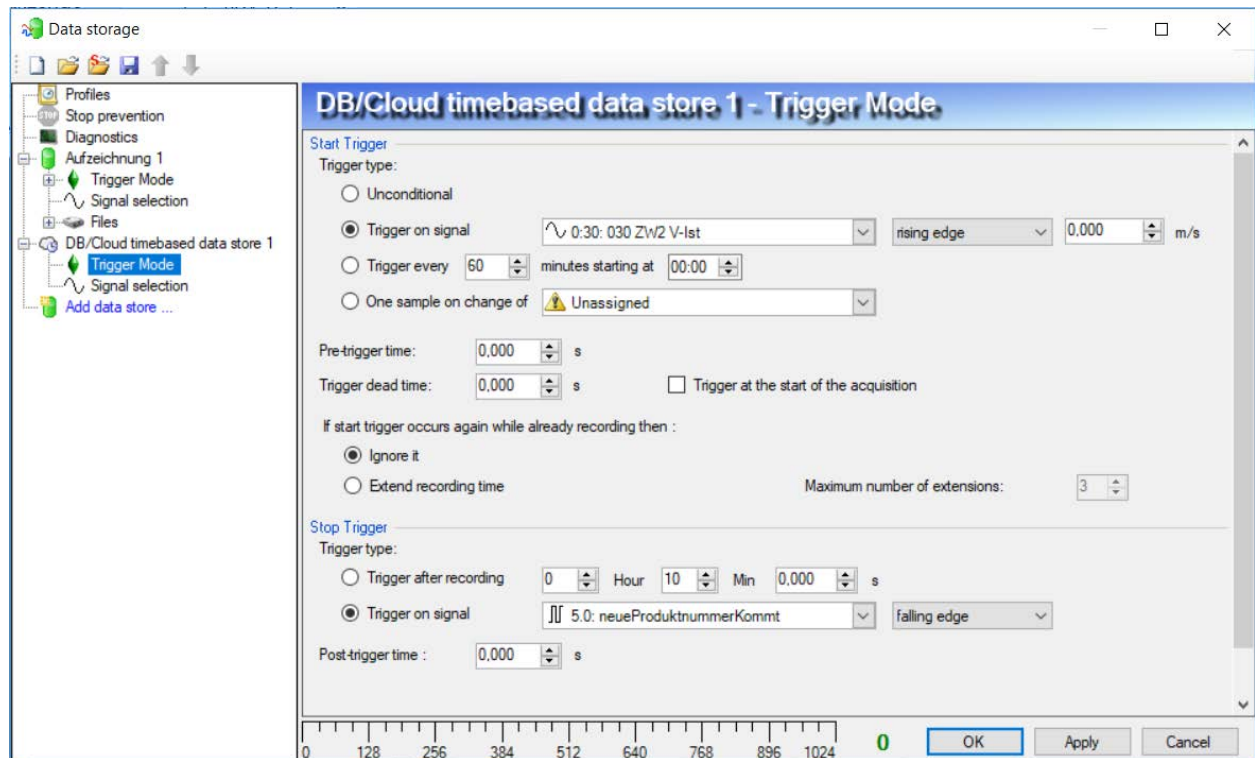 Data storage
Profiles
Stop prevention
Diagnostics
Aufzeichnung 1
Trigger Mode
Signal selection
Files
DB/Cloud timebased data store 1
Trigger Mode
Signal selection
Add data store ...
DB/Cloud timebased data store 1 - Trigger Mode
Start Trigger
Trigger type:
Unconditional
Trigger on signal 0:30: 030 ZW2 V-Ist rising edge 0,000 m/s
Trigger every 60 minutes starting at 00:00
One sample on change of Unassigned
Pre-trigger time: 0,000 s
Trigger dead time: 0,000 s Trigger at the start of the acquisition
If start trigger occurs again while already recording then :
Ignore it
Extend recording time Maximum number of extensions: 3
Stop Trigger
Trigger type:
Trigger after recording 0 Hour 10 Min 0,000 s
Trigger on signal 5.0: neueProduktnummerKommt falling edge
Post-trigger time : 0,000 s
0 128 256 384 512 640 768 896 1024 0 OK Apply Cancel